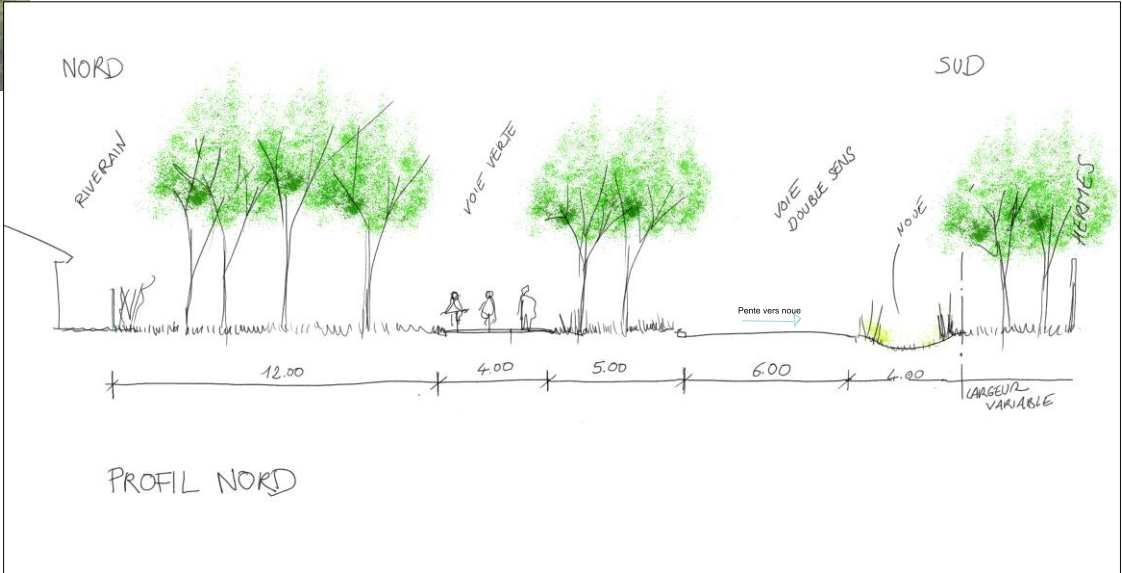 NORD
SUD
RIVERAIN
VOIE VERTE
VOIE
DOUBLE SENS
NOUE
HERMES
Pente vers noue
12.00
4.00
5.00
6.00
4.00
LARGEUR
VARIABLE
PROFIL NORD